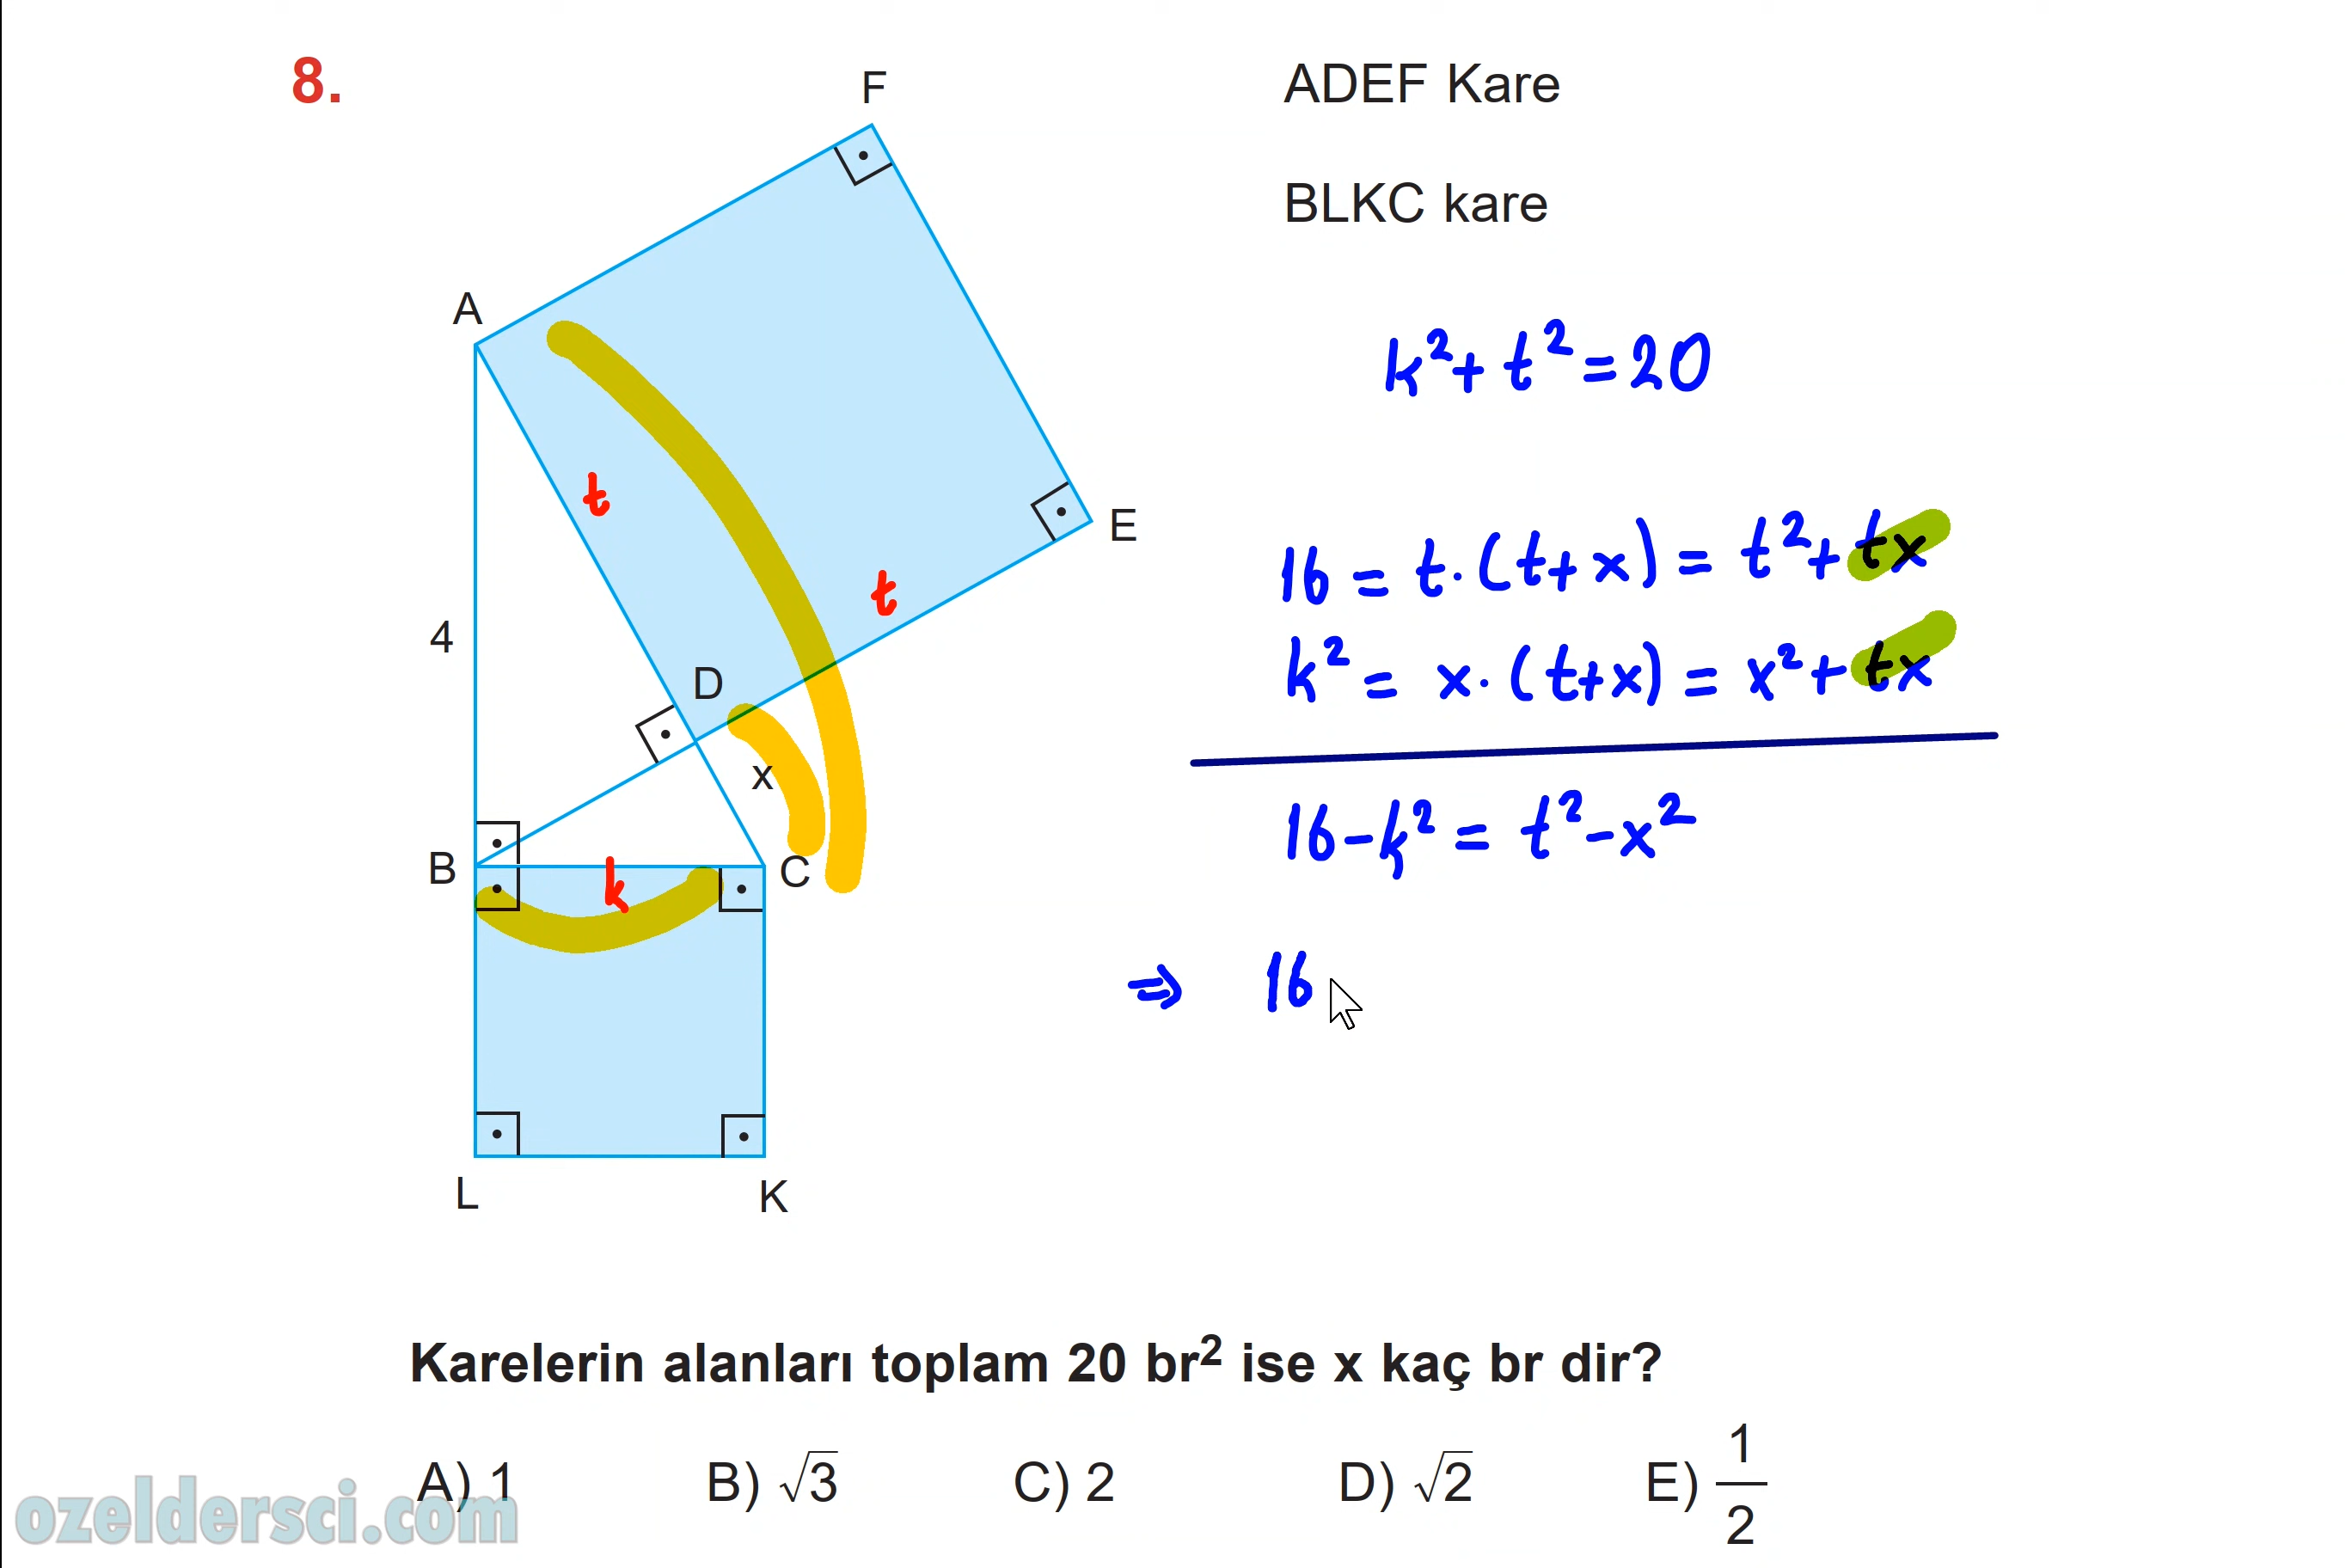 8.
F
ADEF Kare
BLKC kare
A
k²+t²=20
t
E
16=t.(t+x)=t²+tx
t
4
k²=x.(t+x)=x²+tx
D
x
16-k²=t²-x²
B
k
C
⇒ 16
L
K
Karelerin alanları toplam 20 br² ise x kaç br dir?
A) 1 B) √3 C) 2 D) √2 E) 1/2
ozeldersci.com